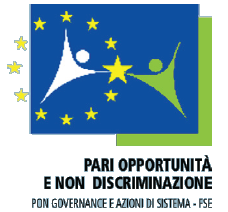 PARI OPPORTUNITÀ
E NON DISCRIMINAZIONE
PON GOVERNANCE E AZIONI DI SISTEMA - FSE